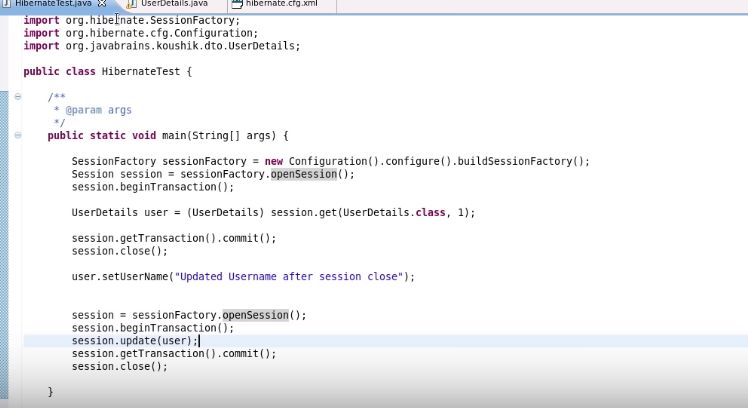 HibernateTest.java UserDetails.java hibernate.cfg.xml
import org.hibernate.SessionFactory;
import org.hibernate.cfg.Configuration;
import org.javabrains.koushik.dto.UserDetails;
public class HibernateTest {
/**
* @param args
*/
public static void main(String[] args) {
SessionFactory sessionFactory = new Configuration().configure().buildSessionFactory();
Session session = sessionFactory.openSession();
session.beginTransaction();
UserDetails user = (UserDetails) session.get(UserDetails.class, 1);
session.getTransaction().commit();
session.close();
user.setUserName("Updated Username after session close");
session = sessionFactory.openSession();
session.beginTransaction();
session.update(user);
session.getTransaction().commit();
session.close();
}